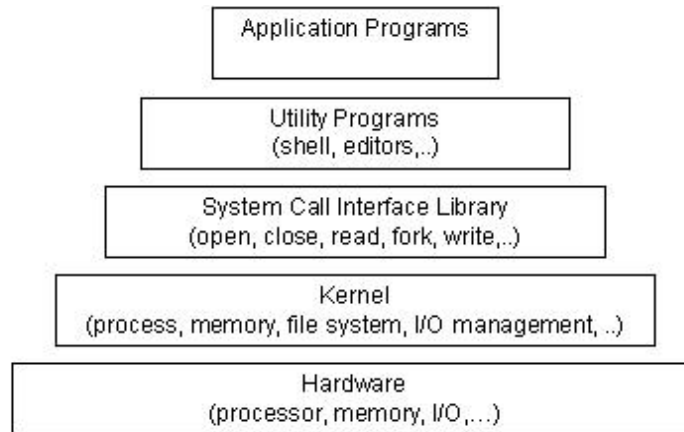 Application Programs
Utility Programs
(shell, editors,..)
System Call Interface Library
(open, close, read, fork, write,..)
Kernel
(process, memory, file system, I/O management, ..)
Hardware
(processor, memory, I/O,...)